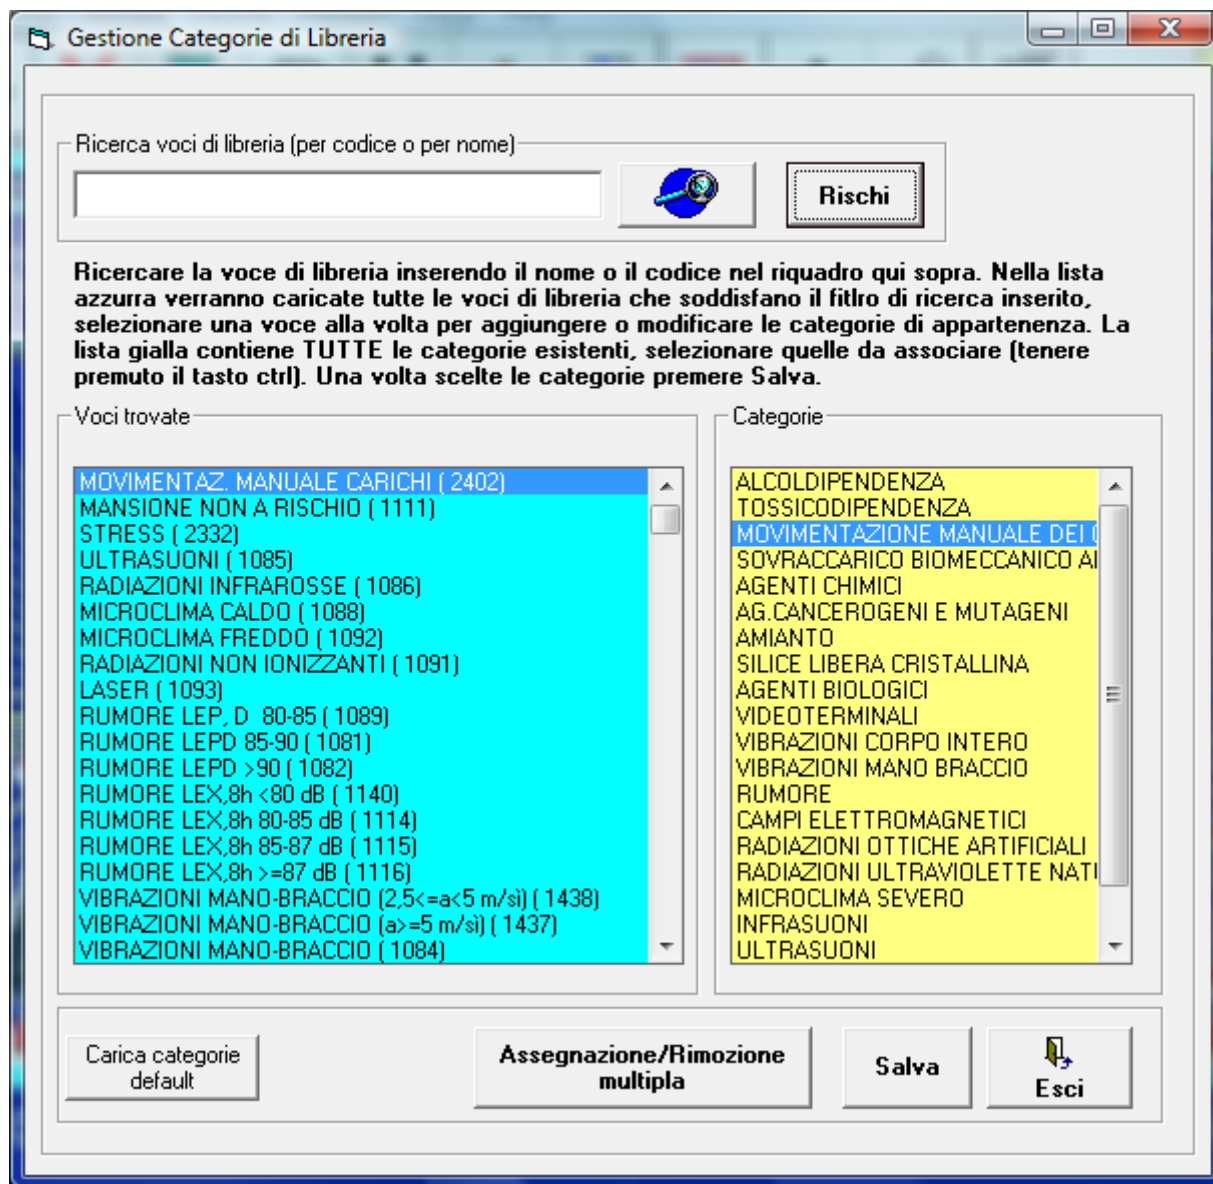 Gestione Categorie di Libreria
Ricerca voci di libreria (per codice o per nome)
Rischi
Ricercare la voce di libreria inserendo il nome o il codice nel riquadro qui sopra. Nella lista
azzurra verranno caricate tutte le voci di libreria che soddisfano il fitlro di ricerca inserito,
selezionare una voce alla volta per aggiungere o modificare le categorie di appartenenza. La
lista gialla contiene TUTTE le categorie esistenti, selezionare quelle da associare (tenere
premuto il tasto ctrl). Una volta scelte le categorie premere Salva.
Voci trovate
MOVIMENTAZ. MANUALE CARICHI ( 2402)
MANSIONE NON A RISCHIO ( 1111)
STRESS ( 2332)
ULTRASUONI ( 1085)
RADIAZIONI INFRAROSSE ( 1086)
MICROCLIMA CALDO ( 1088)
MICROCLIMA FREDDO ( 1092)
RADIAZIONI NON IONIZZANTI ( 1091)
LASER ( 1093)
RUMORE LEP, D  80-85 ( 1089)
RUMORE LEPD 85-90 ( 1081)
RUMORE LEPD >90 ( 1082)
RUMORE LEX,8h <80 dB ( 1140)
RUMORE LEX,8h 80-85 dB ( 1114)
RUMORE LEX,8h 85-87 dB ( 1115)
RUMORE LEX,8h >=87 dB ( 1116)
VIBRAZIONI MANO-BRACCIO (2,5<=a<5 m/sì) ( 1438)
VIBRAZIONI MANO-BRACCIO (a>=5 m/sì) ( 1437)
VIBRAZIONI MANO-BRACCIO ( 1084)
Categorie
ALCOLDIPENDENZA
TOSSICODIPENDENZA
MOVIMENTAZIONE MANUALE DEI
SOVRACCARICO BIOMECCANICO
AGENTI CHIMICI
AG.CANCEROGENI E MUTAGENI
AMIANTO
SILICE LIBERA CRISTALLINA
AGENTI BIOLOGICI
VIDEOTERMINALI
VIBRAZIONI CORPO INTERO
VIBRAZIONI MANO BRACCIO
RUMORE
CAMPI ELETTROMAGNETICI
RADIAZIONI OTTICHE ARTIFICIALI
RADIAZIONI ULTRAVIOLETTE
MICROCLIMA SEVERO
INFRASUONI
ULTRASUONI
Carica categorie
default
Assegnazione/Rimozione
multipla
Salva
Esci